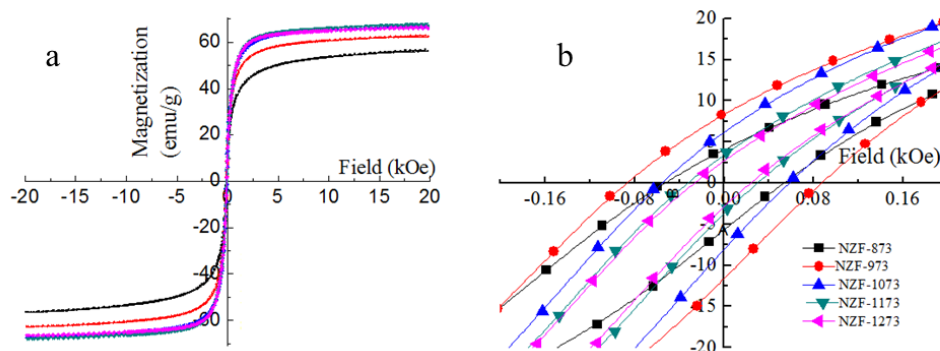 a
Magnetization
(emu/g)
60
40
20
0
-20
-40
-60
Field (kOe)
-20 -15 -10 -5 0 5 10 15 20
b
20
15
10
5
0
-5
-10
-15
-20
Field (kOe)
-0.16 -0.08 0.00 0.08 0.16
NZF-873
NZF-973
NZF-1073
NZF-1173
NZF-1273